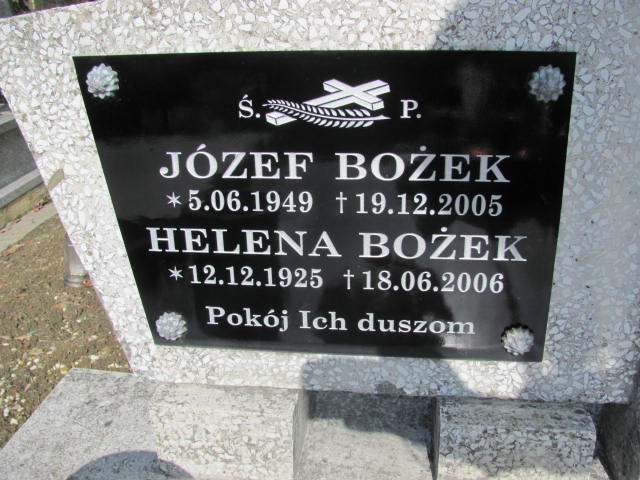 Ś. P.
JÓZEF BOŻEK
*5.06.1949 †19.12.2005
HELENA BOŻEK
*12.12.1925 †18.06.2006
Pokój Ich duszom